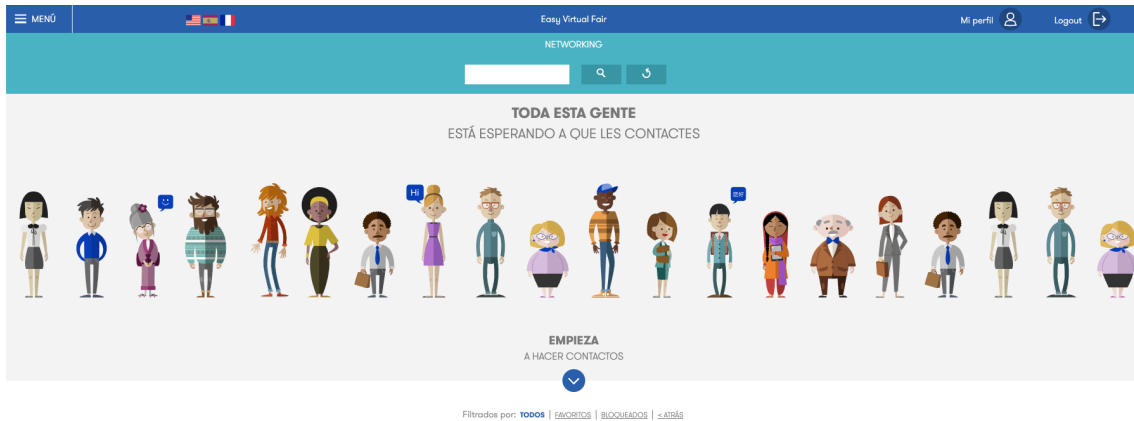 MENÚ
Easy Virtual Fair
Mi perfil
Logout
NETWORKING
TODA ESTA GENTE
ESTÁ ESPERANDO A QUE LES CONTACTES
Hi
EMPIEZA
A HACER CONTACTOS
Filtrados por: TODOS | FAVORITOS | BLOQUEADOS | < ATRÁS